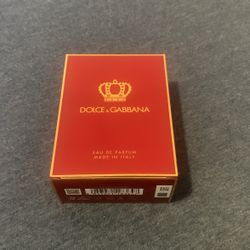 DOLCE & GABBANA
EAU DE PARFUM
MADE IN ITALY